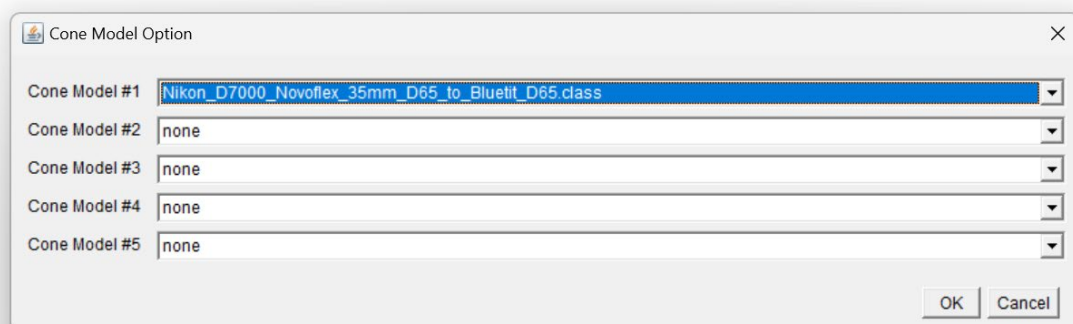 Cone Model Option
Cone Model #1 Nikon_D7000_Novoflex_35mm_D65_to_Bluetit_D65.class
Cone Model #2 none
Cone Model #3 none
Cone Model #4 none
Cone Model #5 none
OK Cancel